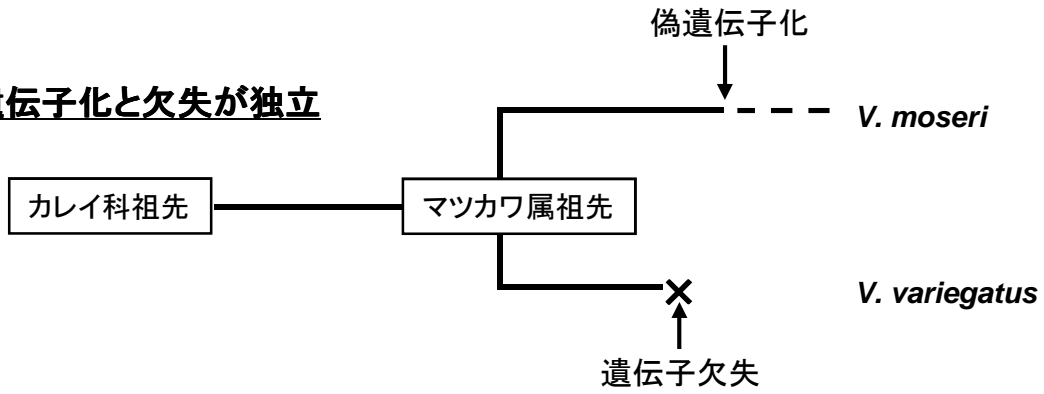 偽遺伝子化
伝子化と欠失が独立
V. moseri
カレイ科祖先
マツカワ属祖先
V. variegatus
遺伝子欠失